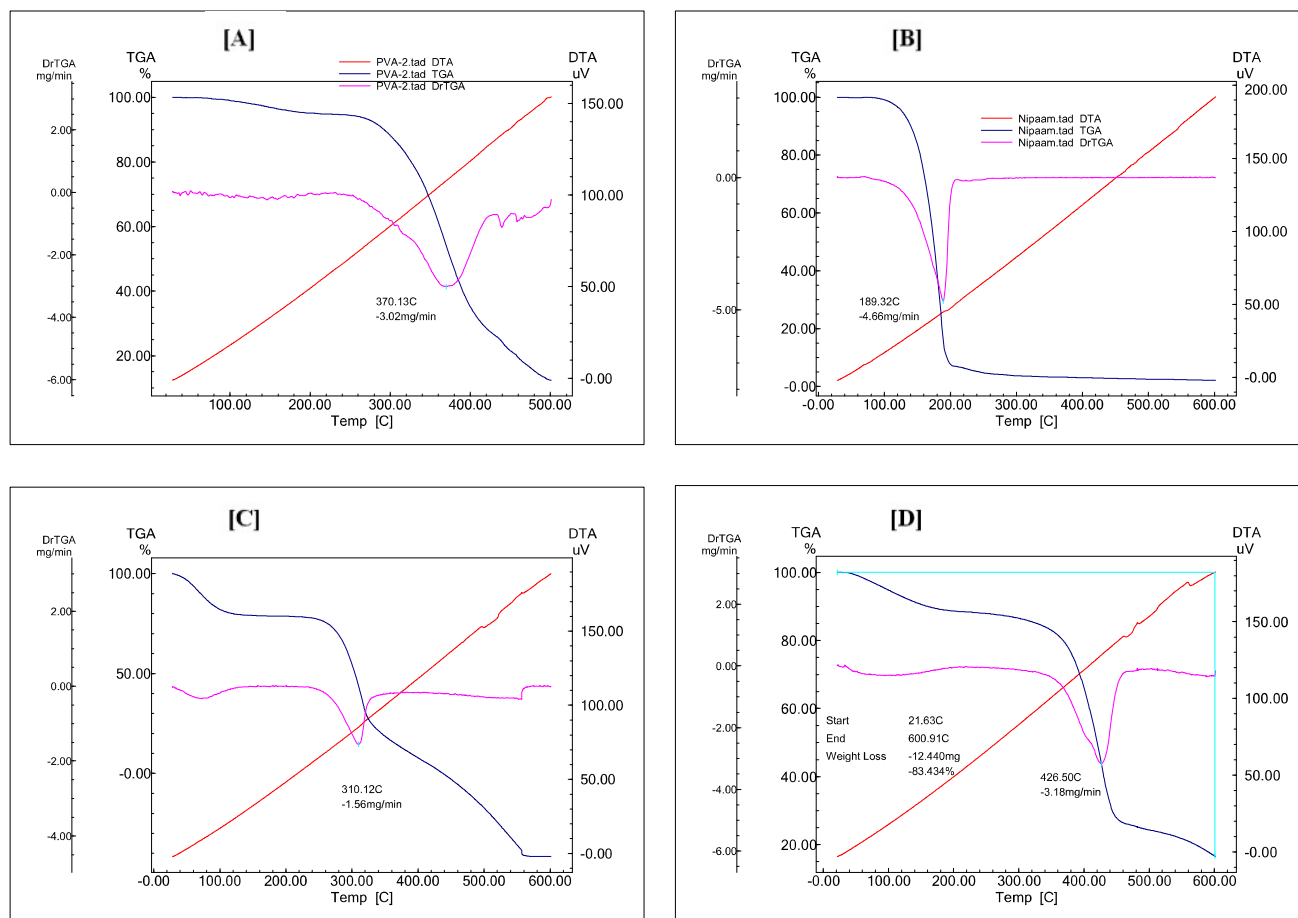 [A]
DrTGA
mg/min
TGA
%
DTA
uV
PVA-2.tad DTA
PVA-2.tad TGA
PVA-2.tad DrTGA
2.00
0.00
-2.00
-4.00
-6.00
100.00
80.00
60.00
40.00
20.00
150.00
100.00
50.00
-0.00
370.13C
-3.02mg/min
100.00 200.00 300.00 400.00 500.00
Temp [C]
[B]
DrTGA
mg/min
TGA
%
DTA
uV
Nipaam.tad DTA
Nipaam.tad TGA
Nipaam.tad DrTGA
0.00
-5.00
100.00
80.00
60.00
40.00
20.00
-0.00
200.00
150.00
100.00
50.00
-0.00
189.32C
-4.66mg/min
-0.00 100.00 200.00 300.00 400.00 500.00 600.00
Temp [C]
[C]
DrTGA
mg/min
TGA
%
DTA
uV
2.00
0.00
-2.00
-4.00
100.00
50.00
-0.00
150.00
100.00
50.00
-0.00
310.12C
-1.56mg/min
-0.00 100.00 200.00 300.00 400.00 500.00 600.00
Temp [C]
[D]
DrTGA
mg/min
TGA
%
DTA
uV
2.00
0.00
-2.00
-4.00
-6.00
100.00
80.00
60.00
40.00
20.00
150.00
100.00
50.00
-0.00
Start 21.63C
End 600.91C
Weight Loss -12.440mg
-83.434%
426.50C
-3.18mg/min
-0.00 100.00 200.00 300.00 400.00 500.00 600.00
Temp [C]